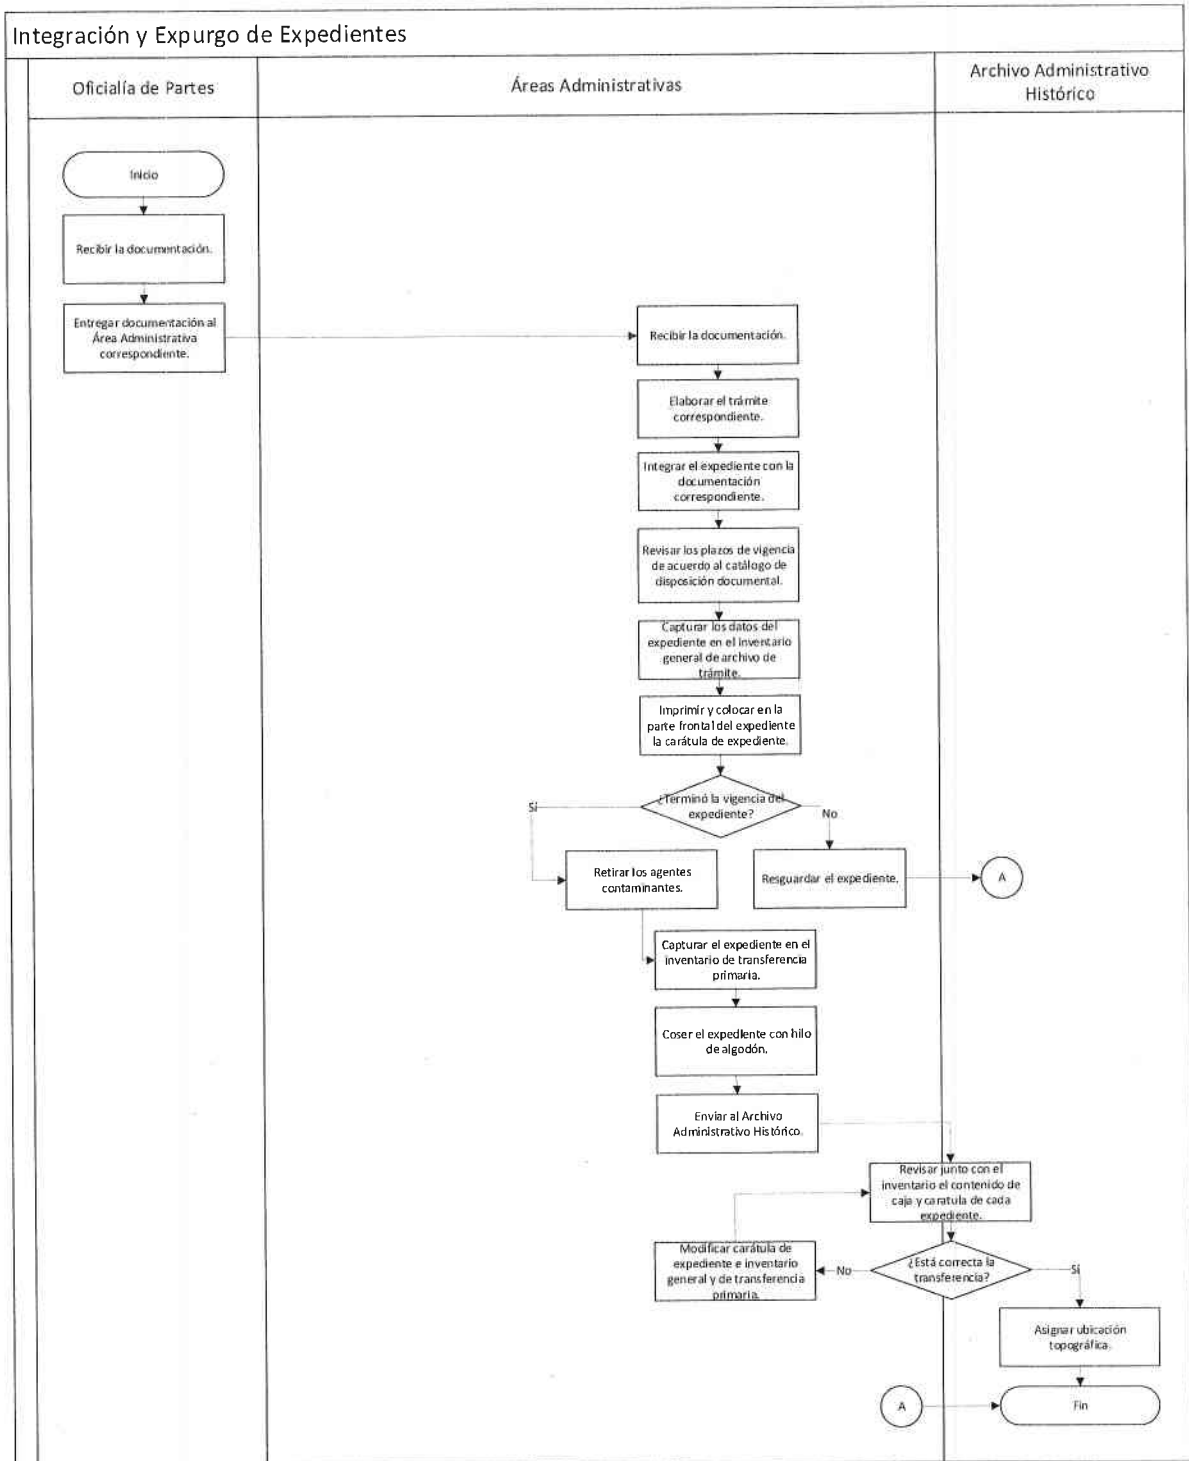 Integración y Expurgo de Expedientes
Oficialía de Partes
Áreas Administrativas
Archivo Administrativo
Histórico
Inicio
Recibir la documentación.
Entregar documentación al
Área Administrativa
correspondiente.
Recibir la documentación.
Elaborar el trámite
correspondiente.
Integrar el expediente con la
documentación
correspondiente.
Revisar los plazos de vigencia
de acuerdo al catálogo de
disposición documental.
Capturar los datos del
expediente en el inventario
general de archivo de
trámite.
Imprimir y colocar en la
parte frontal del expediente
la carátula de expediente.
¿Terminó la vigencia del
expediente?
Sí
No
Retirar los agentes
contaminantes.
Resguardar el expediente.
A
Capturar el expediente en el
inventario de transferencia
primaria.
Coser el expediente con hilo
de algodón.
Enviar al Archivo
Administrativo Histórico.
Revisar junto con el
inventario el contenido de
caja y caratula de cada
expediente.
Modificar carátula de
expediente e inventario
general y de transferencia
primaria.
No
¿Está correcta la
transferencia?
Sí
Asignar ubicación
topográfica.
A
Fin